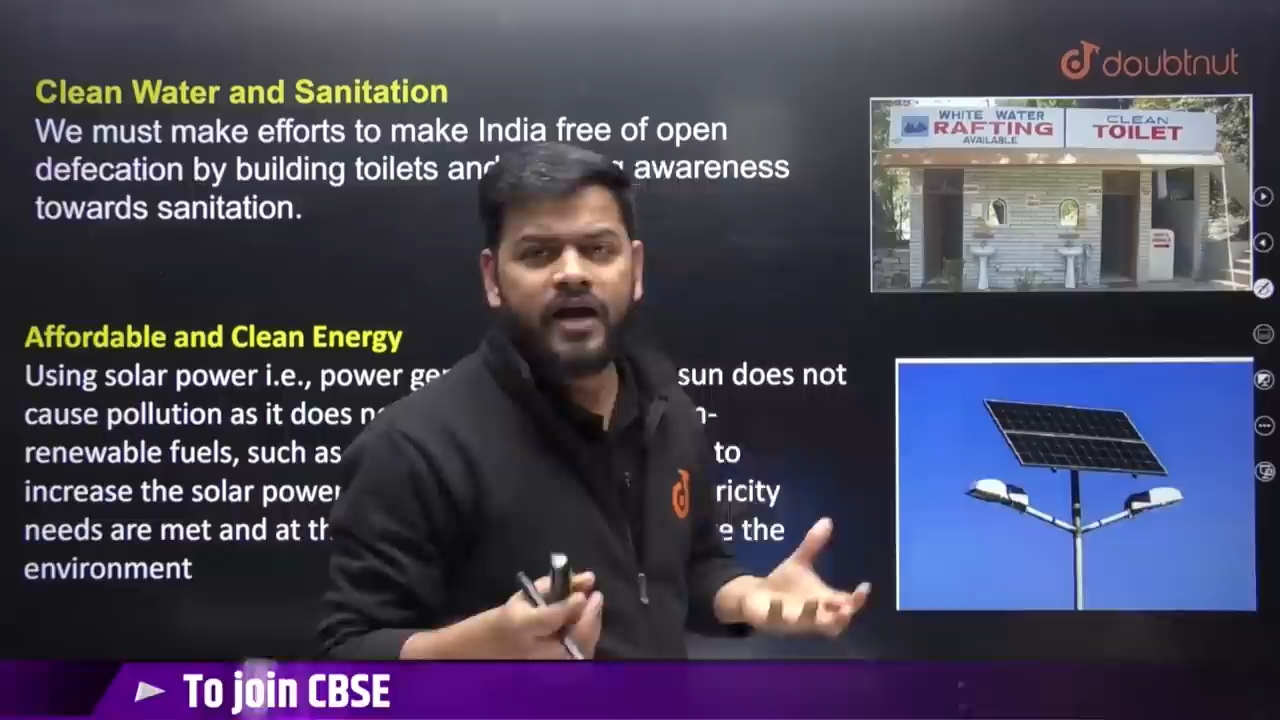 doubtnut
Clean Water and Sanitation
We must make efforts to make India free of open
defecation by building toilets and awareness
towards sanitation.
WHITE WATER
RAFTING
AVAILABLE
CLEAN
TOILET
Affordable and Clean Energy
Using solar power i.e., power sun does not
cause pollution as it does
renewable fuels, such as to
increase the solar power
needs are met and at the
environment
To join CBSE